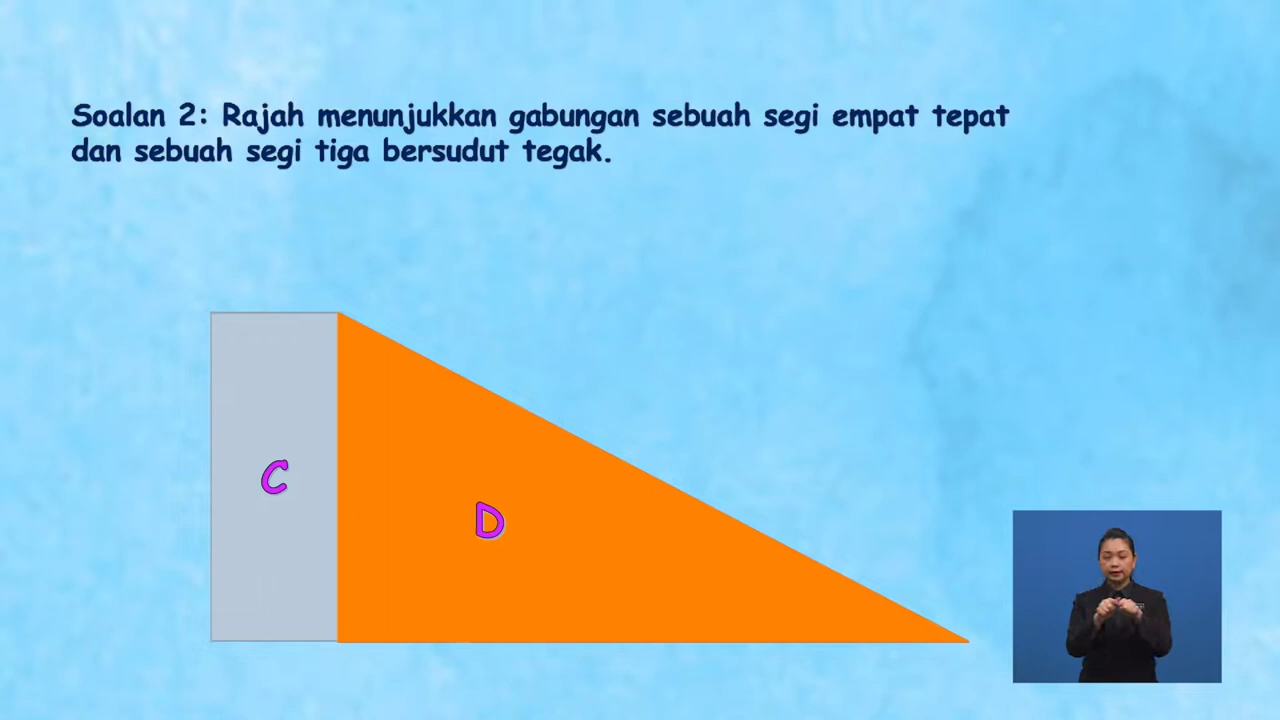 Soalan 2: Rajah menunjukkan gabungan sebuah segi empat tepat
dan sebuah segi tiga bersudut tegak.
C
D